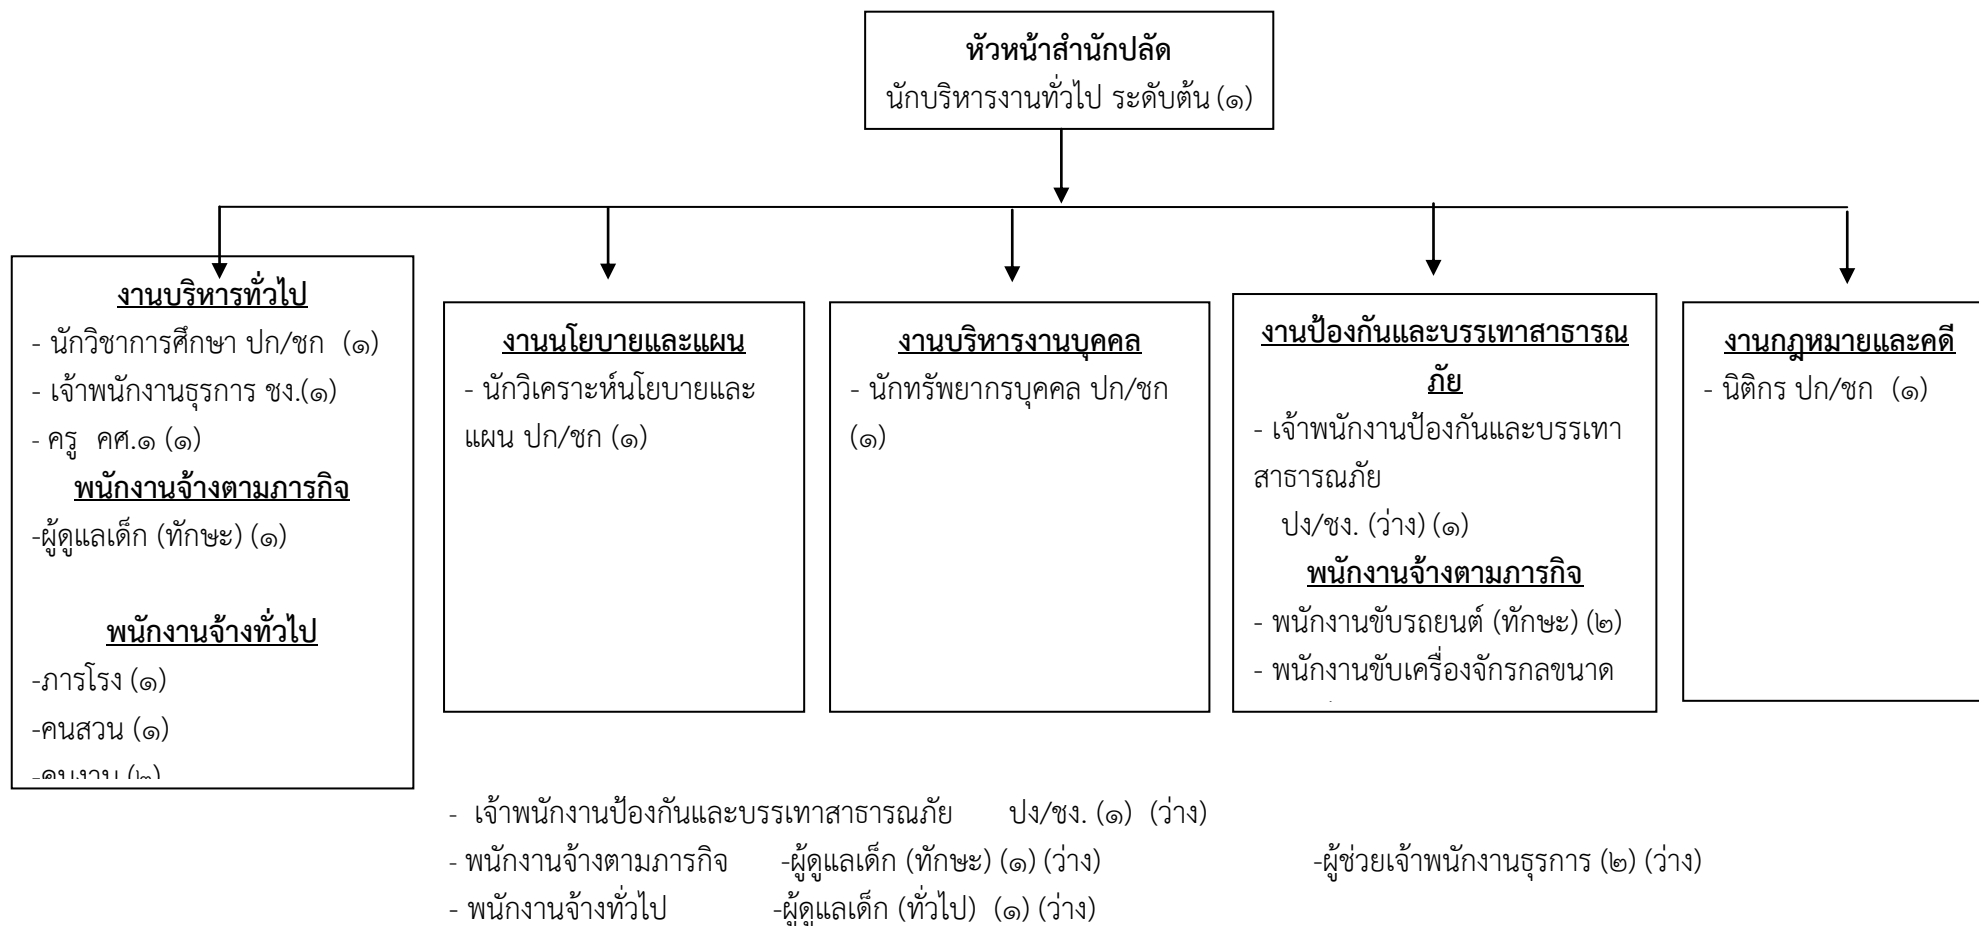 หัวหน้าสำนักปลัด
นักบริหารงานทั่วไป ระดับต้น (๑)
งานบริหารทั่วไป
- นักวิชาการศึกษา ปก/ชก (๑)
- เจ้าพนักงานธุรการ ชง.(๑)
- ครู คศ.๑ (๑)
พนักงานจ้างตามภารกิจ
-ผู้ดูแลเด็ก (ทักษะ) (๑)
พนักงานจ้างทั่วไป
-ภารโรง (๑)
-คนสวน (๑)
-คนงาน (๒)
งานนโยบายและแผน
- นักวิเคราะห์นโยบายและ
แผน ปก/ชก (๑)
งานบริหารงานบุคคล
- นักทรัพยากรบุคคล ปก/ชก
(๑)
งานป้องกันและบรรเทาสาธารณ
ภัย
- เจ้าพนักงานป้องกันและบรรเทา
สาธารณภัย
ปง/ชง. (ว่าง) (๑)
พนักงานจ้างตามภารกิจ
- พนักงานขับรถยนต์ (ทักษะ) (๒)
- พนักงานขับเครื่องจักรกลขนาด
งานกฎหมายและคดี
- นิติกร ปก/ชก (๑)
- เจ้าพนักงานป้องกันและบรรเทาสาธารณภัย ปง/ชง. (๑) (ว่าง)
- พนักงานจ้างตามภารกิจ -ผู้ดูแลเด็ก (ทักษะ) (๑) (ว่าง) -ผู้ช่วยเจ้าพนักงานธุรการ (๒) (ว่าง)
- พนักงานจ้างทั่วไป -ผู้ดูแลเด็ก (ทั่วไป) (๑) (ว่าง)